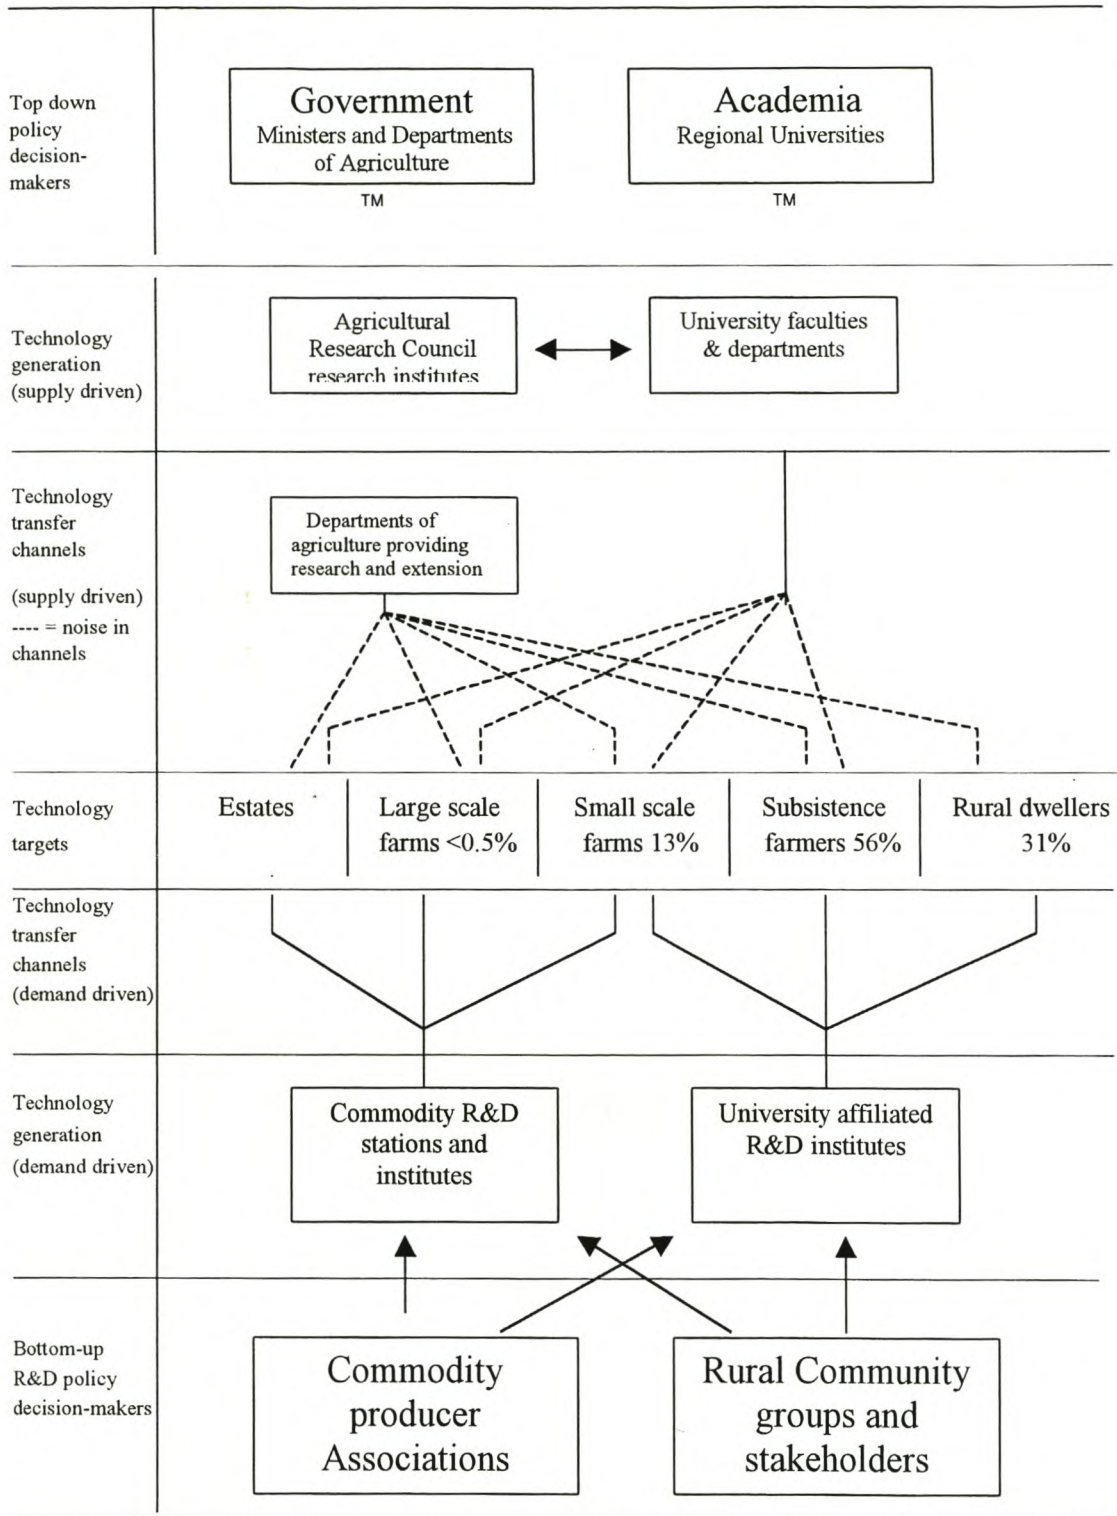 Top down
policy
decision-
makers
Government
Ministers and Departments
of Agriculture
TM
Academia
Regional Universities
TM
Technology
generation
(supply driven)
Agricultural
Research Council
research institutes
University faculties
& departments
Technology
transfer
channels
(supply driven)
---- = noise in
channels
Departments of
agriculture providing
research and extension
Technology
targets
Estates
Large scale
farms <0.5%
Small scale
farms 13%
Subsistence
farmers 56%
Rural dwellers
31%
Technology
transfer
channels
(demand driven)
Technology
generation
(demand driven)
Commodity R&D
stations and
institutes
University affiliated
R&D institutes
Bottom-up
R&D policy
decision-makers
Commodity
producer
Associations
Rural Community
groups and
stakeholders